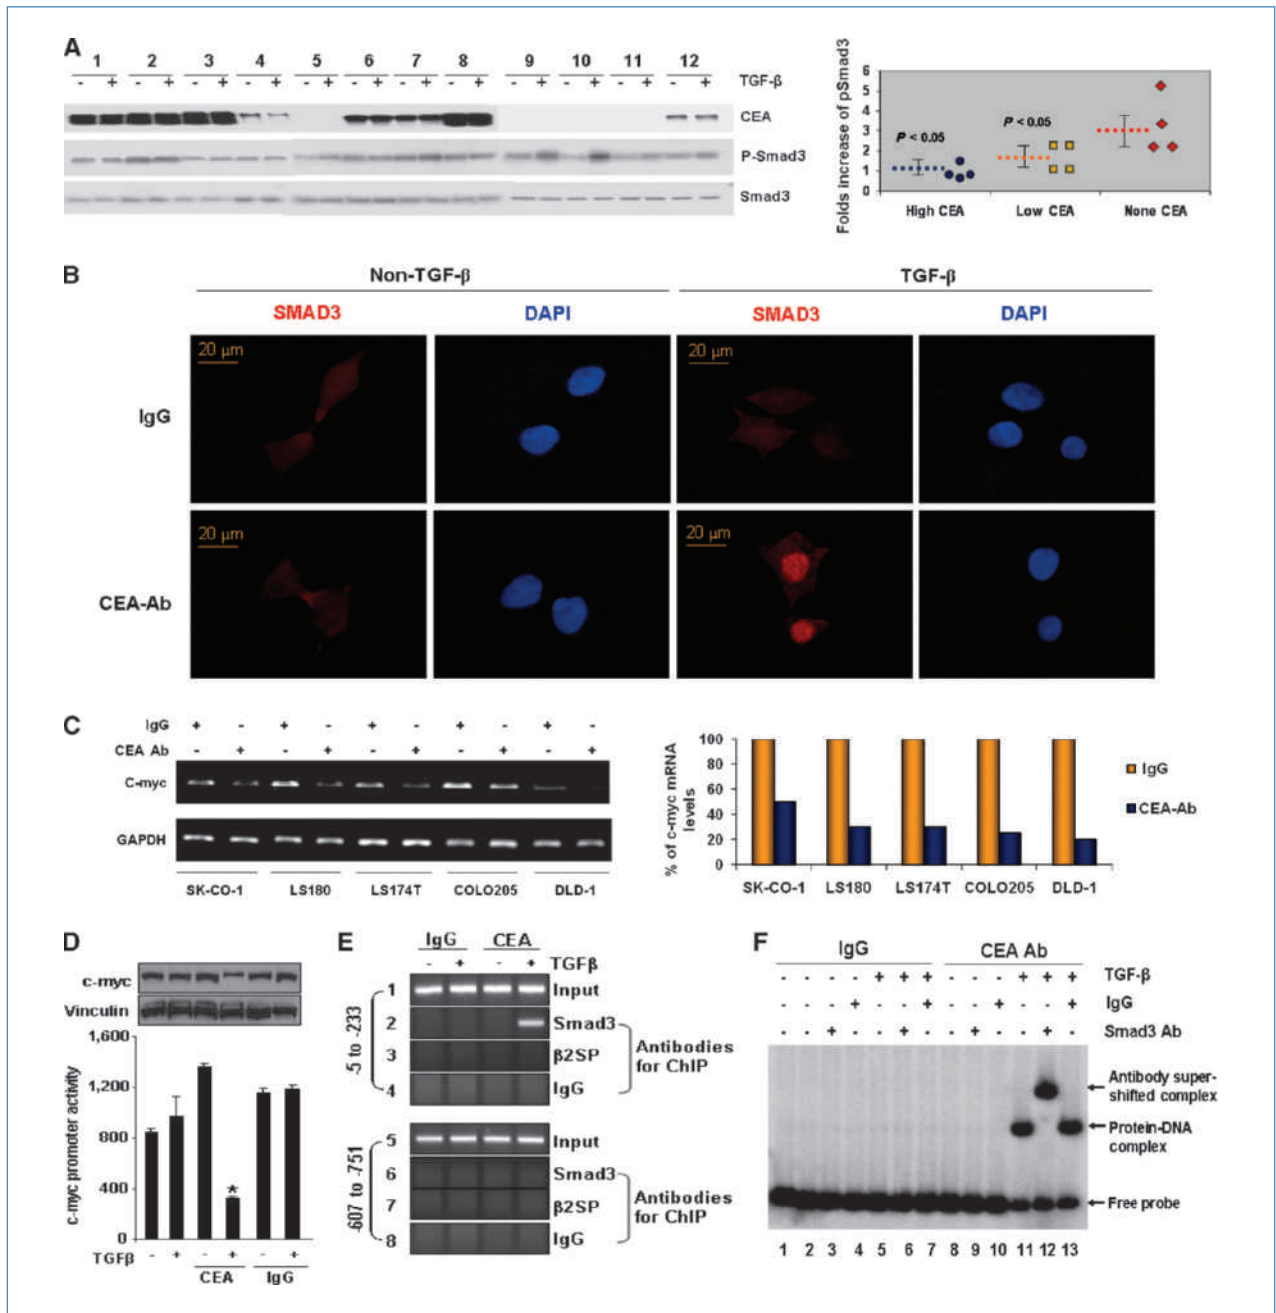 A
1 2 3 4 5 6 7 8 9 10 11 12
- + - + - + - + - + - + - + - + - + - + - + - + TGF-β
CEA
P-Smad3
Smad3
Folds increase of pSmad3
6
5
4
3
2
1
0
P < 0.05
P < 0.05
High CEA Low CEA None CEA
B
Non-TGF-β TGF-β
SMAD3 DAPI SMAD3 DAPI
IgG
20 µm
20 µm
CEA-Ab
20 µm
20 µm
C
IgG + - + - + - + - + -
CEA Ab - + - + - + - + - +
C-myc
GAPDH
SK-CO-1 LS180 LS174T COLO205 DLD-1
% of c-myc mRNA
levels
100
80
60
40
20
0
SK-CO-1 LS180 LS174T COLO205 DLD-1
IgG
CEA-Ab
D
c-myc
Vinculin
c-myc promoter activity
1,600
1,200
800
400
0
*
TGFβ - + - + - +
CEA IgG
E
IgG CEA
- + - + TGFβ
-5 to -233
1 Input
2 Smad3
3 β2SP
4 IgG
Antibodies
for ChIP
-607 to -751
5 Input
6 Smad3
7 β2SP
8 IgG
Antibodies
for ChIP
F
IgG CEA Ab
- - - - + + + - - - + + + TGF-β
- - - + - - + - - + - - + IgG
- - + - - + - - + - - + - Smad3 Ab
Antibody super-
shifted complex
Protein-DNA
complex
Free probe
1 2 3 4 5 6 7 8 9 10 11 12 13